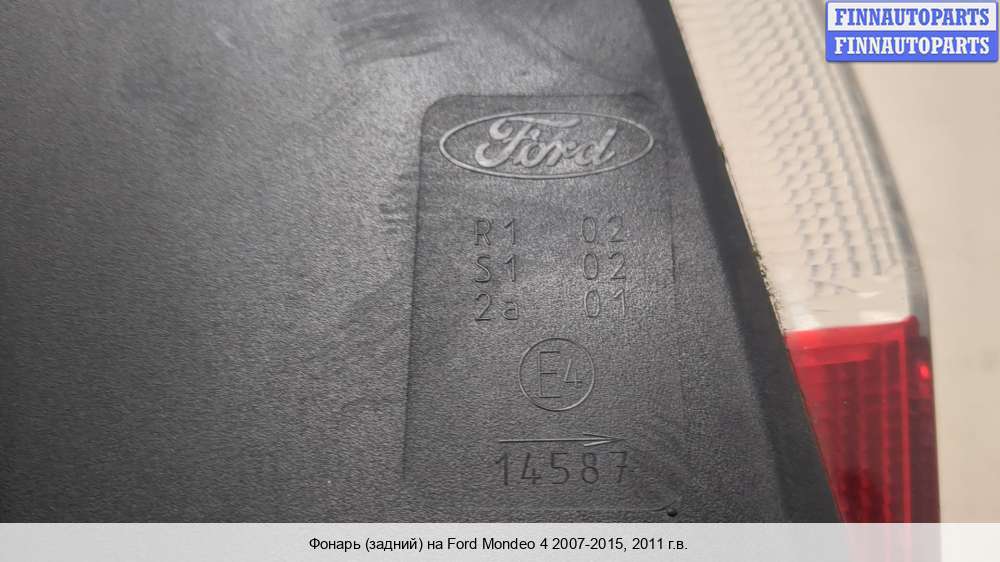 FINNAUTOPARTS
FINNAUTOPARTS
Ford
R1 02
S1 02
2a 01
E4
14587
Фонарь (задний) на Ford Mondeo 4 2007-2015, 2011 г.в.